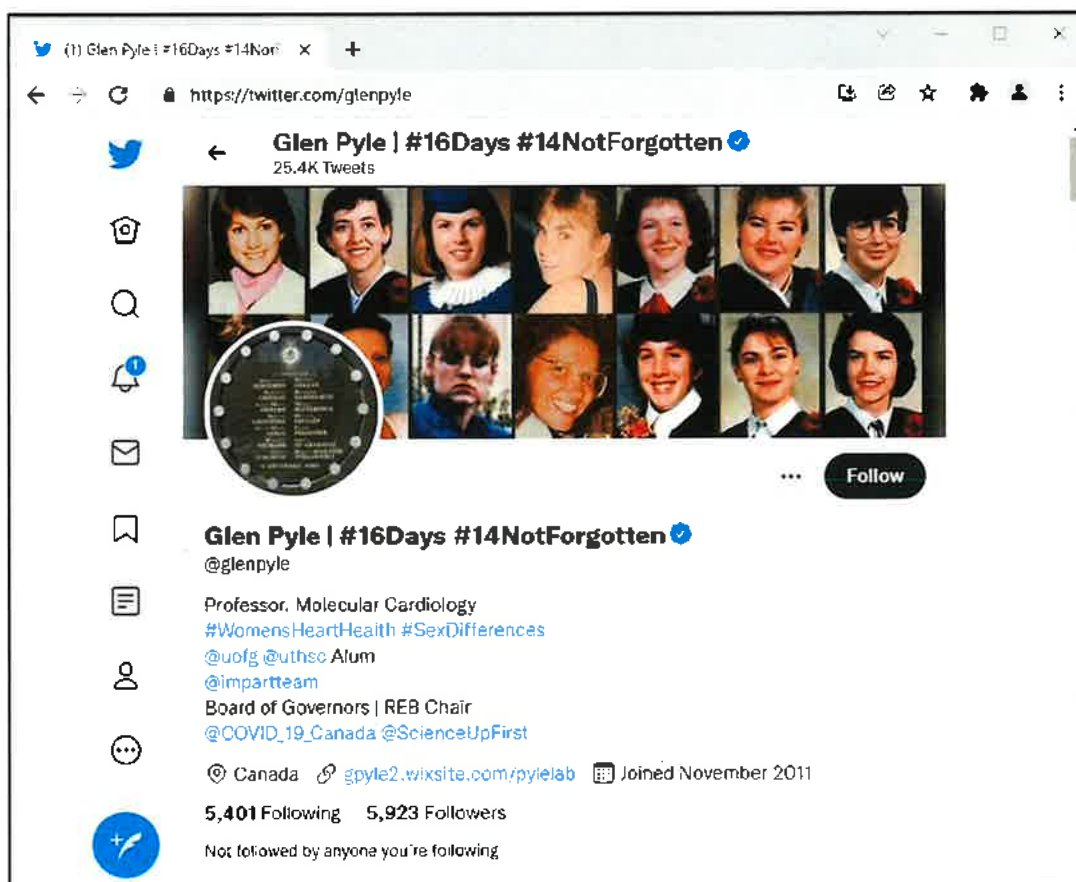 (1) Glen Pyle | #16Days #14Not
https://twitter.com/glenpyle
Glen Pyle | #16Days #14NotForgotten
25.4K Tweets
1
Follow
Glen Pyle | #16Days #14NotForgotten
@glenpyle
Professor, Molecular Cardiology
#WomensHeartHealth #SexDifferences
@uofg @uthsc Alum
@impartteam
Board of Governors | REB Chair
@COVID_19_Canada @ScienceUpFirst
Canada gpyle2.wixsite.com/pylelab Joined November 2011
5,401 Following 5,923 Followers
Not followed by anyone you're following